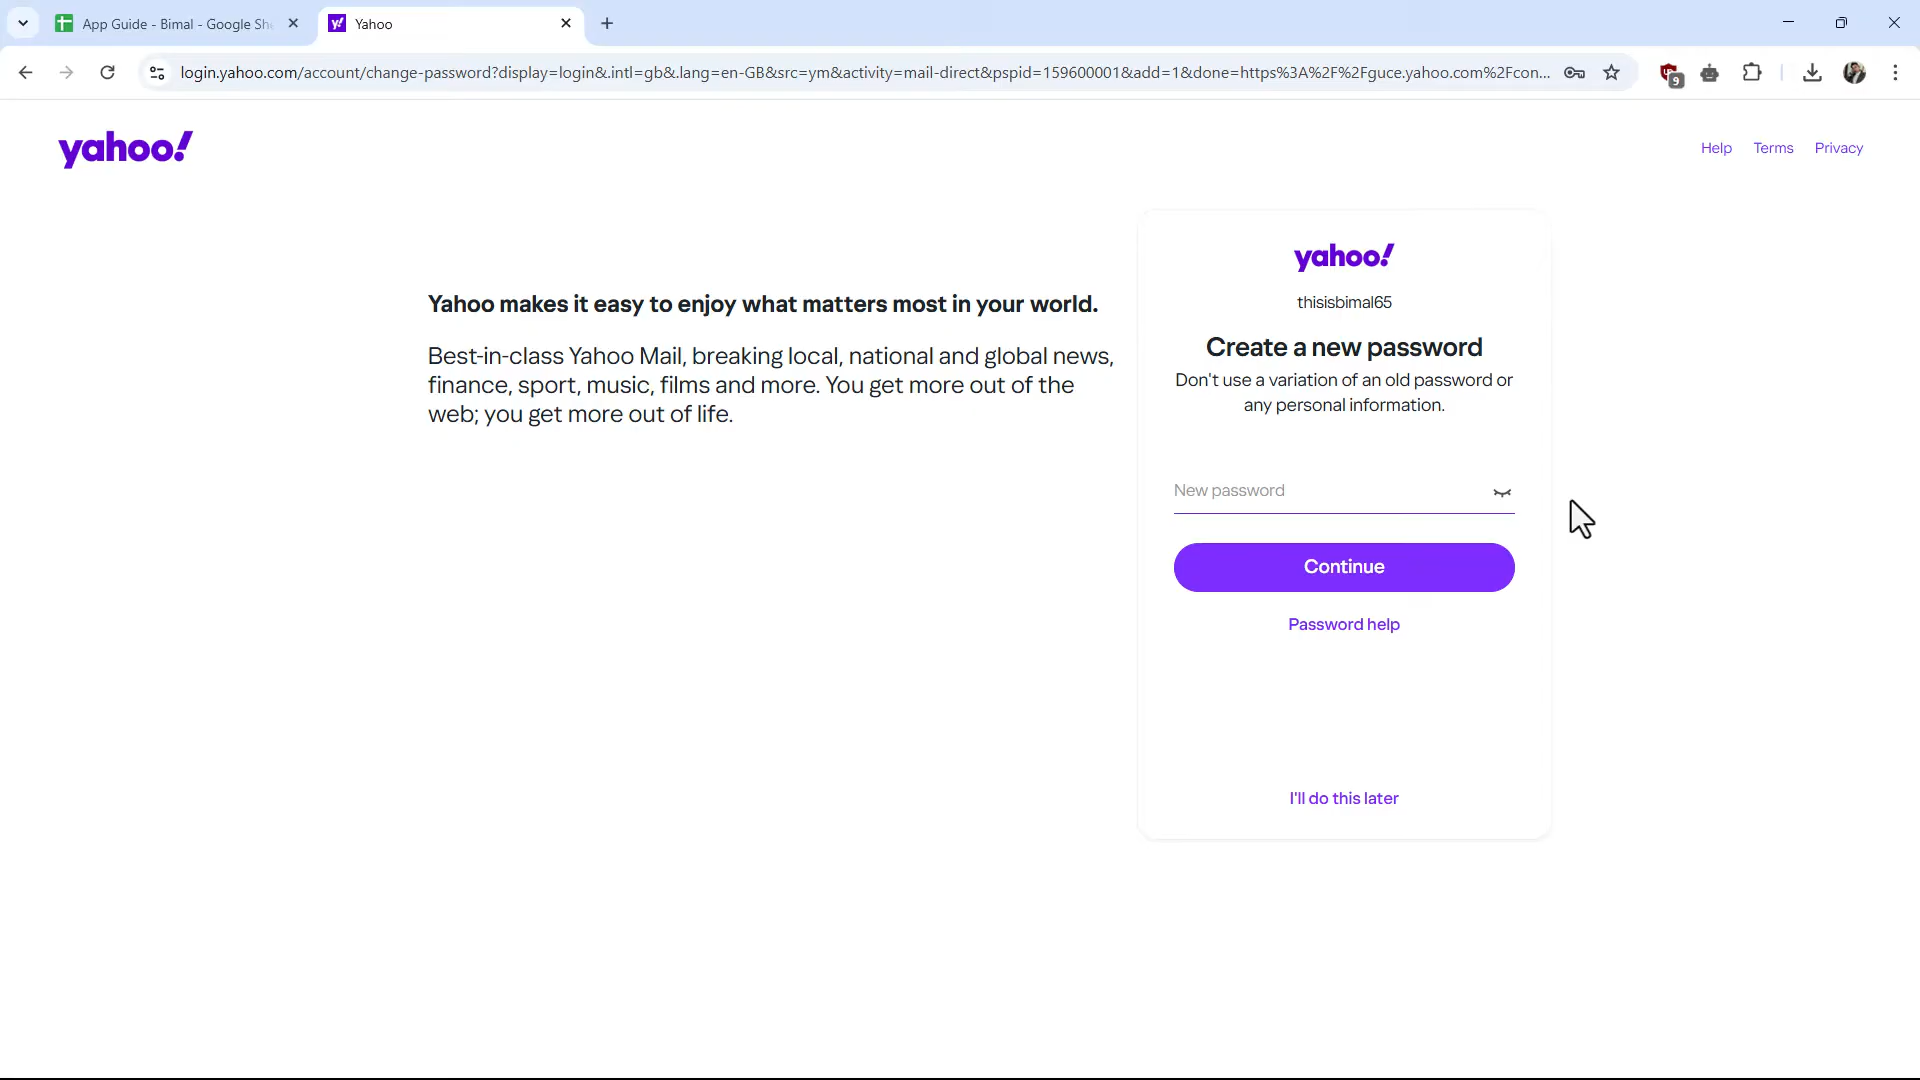 App Guide - Bimal - Google She
Yahoo
login.yahoo.com/account/change-password?display=login&.intl=gb&.lang=en-GB&src=ym&activity=mail-direct&pspid=159600001&add=1&done=https%3A%2F%2Fguce.yahoo.com%2Fcon...
9
yahoo!
Help Terms Privacy
Yahoo makes it easy to enjoy what matters most in your world.
Best-in-class Yahoo Mail, breaking local, national and global news,
finance, sport, music, films and more. You get more out of the
web; you get more out of life.
yahoo!
thisisbimal65
Create a new password
Don't use a variation of an old password or
any personal information.
New password
Continue
Password help
I'll do this later